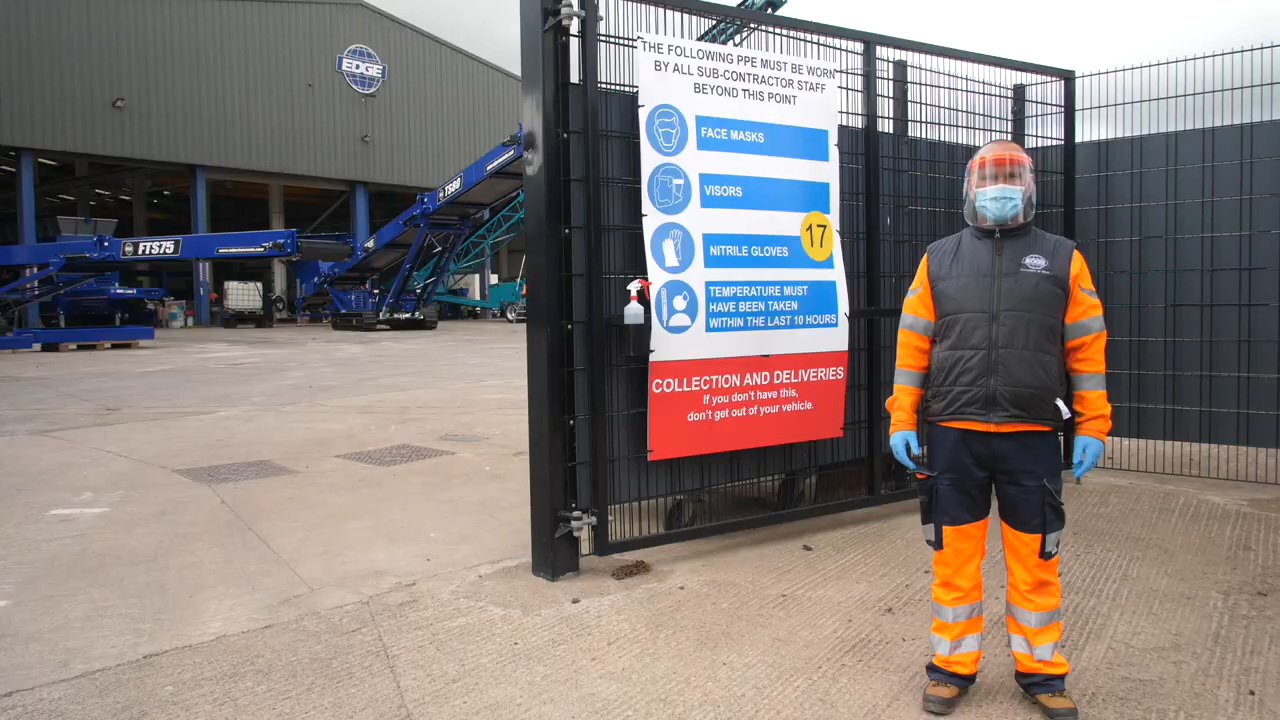 EDGE
THE FOLLOWING PPE MUST BE WORN
BY ALL SUB-CONTRACTOR STAFF
BEYOND THIS POINT
FACE MASKS
VISORS
NITRILE GLOVES
17
TEMPERATURE MUST
HAVE BEEN TAKEN
WITHIN THE LAST 10 HOURS
COLLECTION AND DELIVERIES
If you don't have this,
don't get out of your vehicle.
TS80
FTS75